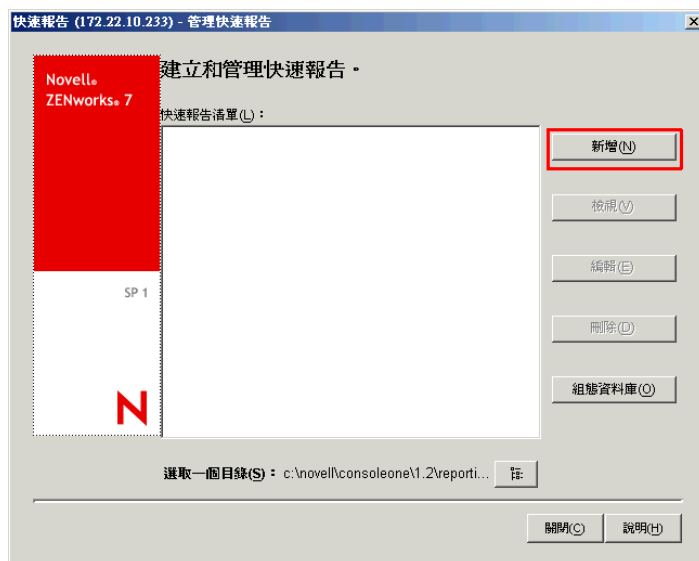 快速報告 (172.22.10.233) - 管理快速報告
Novell®
ZENworks® 7
建立和管理快速報告。
快速報告清單(L)：
新增(N)
檢視(V)
編輯(E)
刪除(D)
組態資料庫(O)
SP 1
N
選取一個目錄(S)： c:\novell\consoleone\1.2\reporti...
關閉(C)
說明(H)